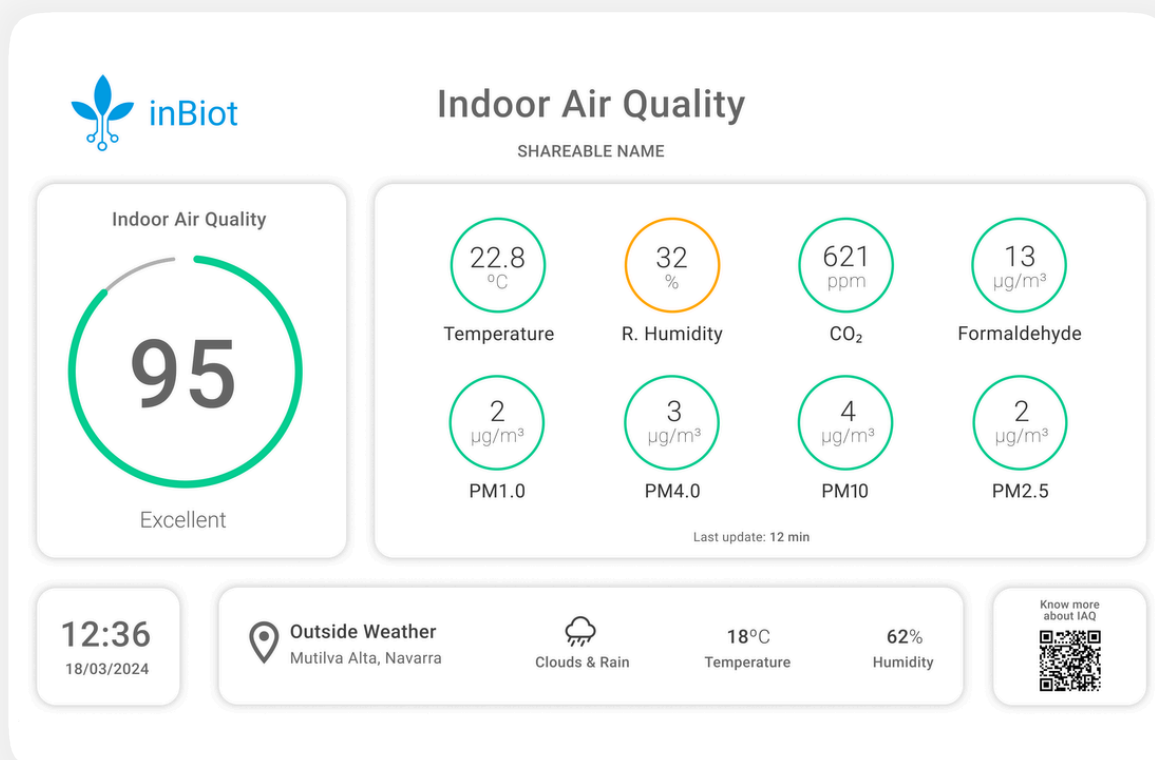 inBiot
Indoor Air Quality
SHAREABLE NAME
Indoor Air Quality
95
Excellent
22.8
ºC
Temperature
32
%
R. Humidity
621
ppm
CO₂
13
µg/m³
Formaldehyde
2
µg/m³
PM1.0
3
µg/m³
PM4.0
4
µg/m³
PM10
2
µg/m³
PM2.5
Last update: 12 min
12:36
18/03/2024
Outside Weather
Mutilva Alta, Navarra
Clouds & Rain
18ºC
Temperature
62%
Humidity
Know more
about IAQ